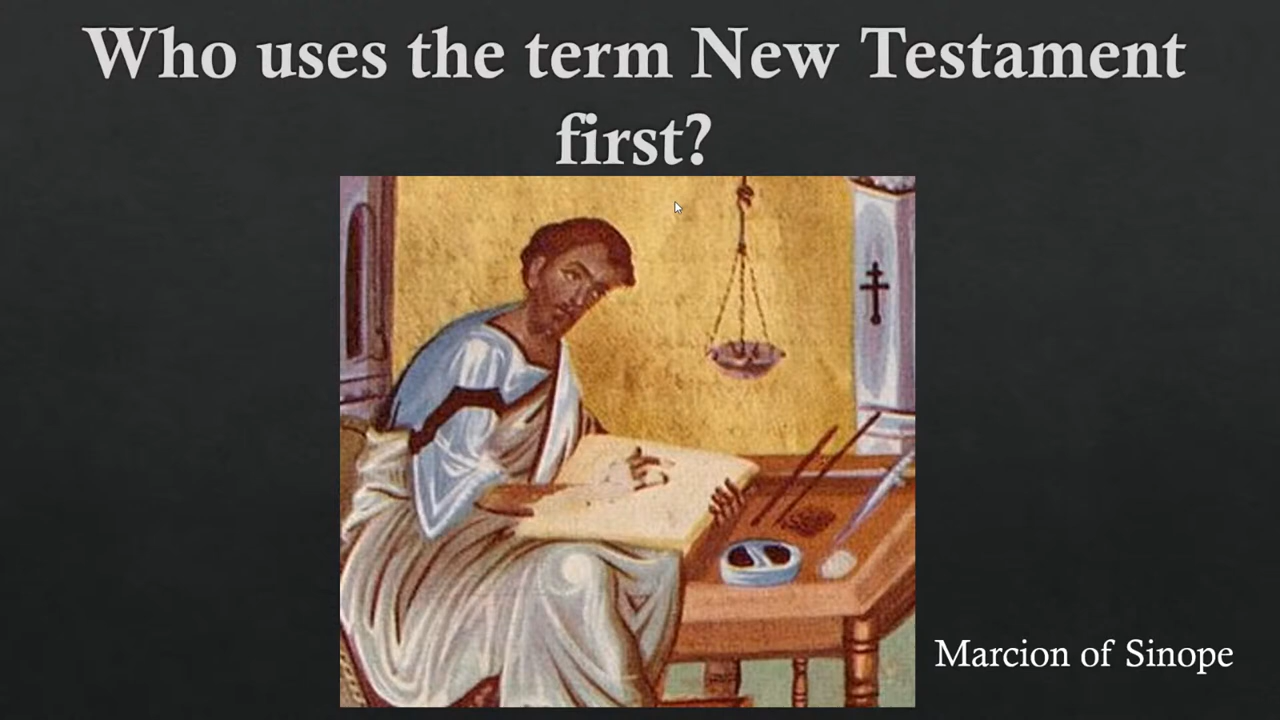 Who uses the term New Testament
first?
Marcion of Sinope